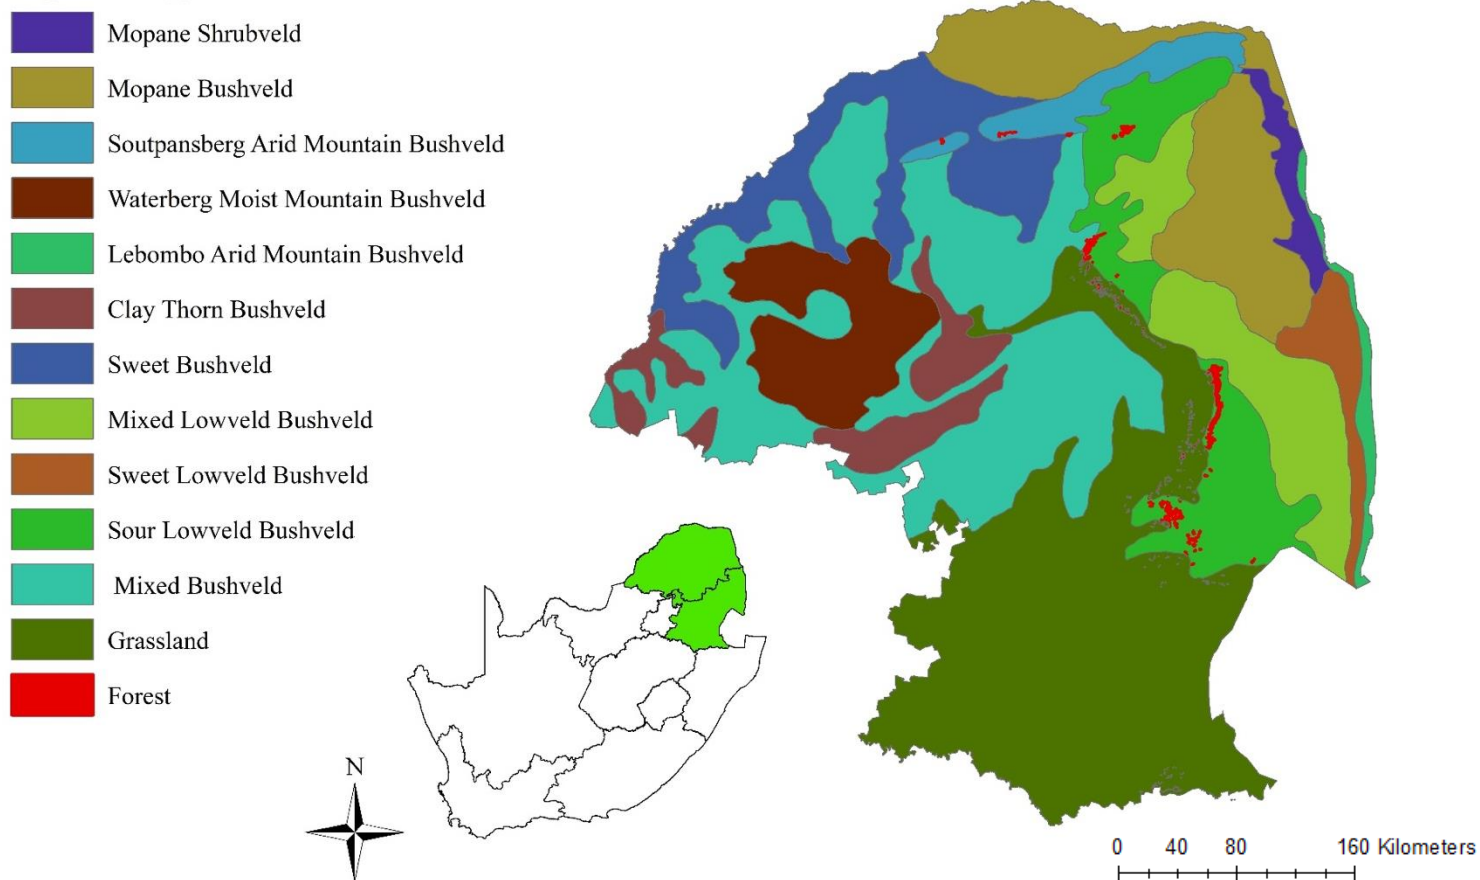 Mopane Shrubveld
Mopane Bushveld
Soutpansberg Arid Mountain Bushveld
Waterberg Moist Mountain Bushveld
Lebombo Arid Mountain Bushveld
Clay Thorn Bushveld
Sweet Bushveld
Mixed Lowveld Bushveld
Sweet Lowveld Bushveld
Sour Lowveld Bushveld
Mixed Bushveld
Grassland
Forest
N
0 40 80 160 Kilometers